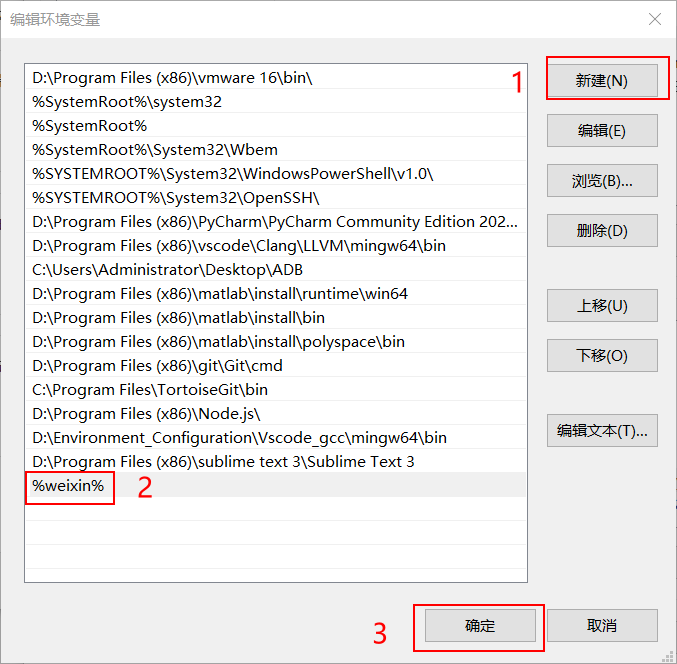 编辑环境变量
D:\Program Files (x86)\vmware 16\bin\
%SystemRoot%\system32
%SystemRoot%
%SystemRoot%\System32\Wbem
%SYSTEMROOT%\System32\WindowsPowerShell\v1.0\
%SYSTEMROOT%\System32\OpenSSH\
D:\Program Files (x86)\PyCharm\PyCharm Community Edition 202...
D:\Program Files (x86)\vscode\Clang\LLVM\mingw64\bin
C:\Users\Administrator\Desktop\ADB
D:\Program Files (x86)\matlab\install\runtime\win64
D:\Program Files (x86)\matlab\install\bin
D:\Program Files (x86)\matlab\install\polyspace\bin
D:\Program Files (x86)\git\Git\cmd
C:\Program Files\TortoiseGit\bin
D:\Program Files (x86)\Node.js\
D:\Environment_Configuration\Vscode_gcc\mingw64\bin
D:\Program Files (x86)\sublime text 3\Sublime Text 3
%weixin%
2
1
新建(N)
编辑(E)
浏览(B)...
删除(D)
上移(U)
下移(O)
编辑文本(T)...
3
确定
取消